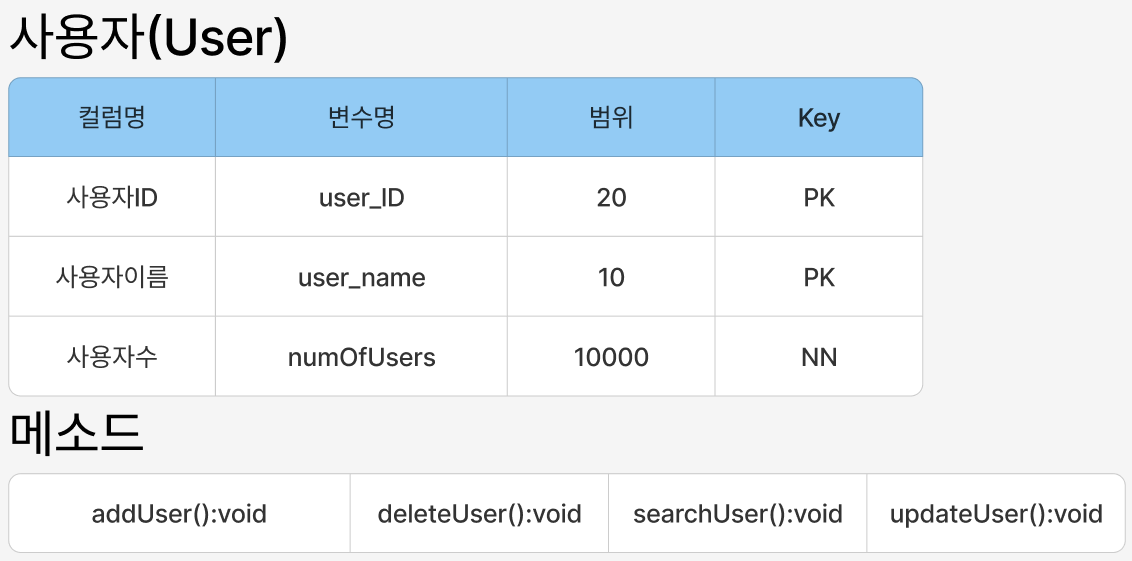 사용자(User)
컬럼명 변수명 범위 Key
사용자ID user_ID 20 PK
사용자이름 user_name 10 PK
사용자수 numOfUsers 10000 NN
메소드
addUser():void deleteUser():void searchUser():void updateUser():void